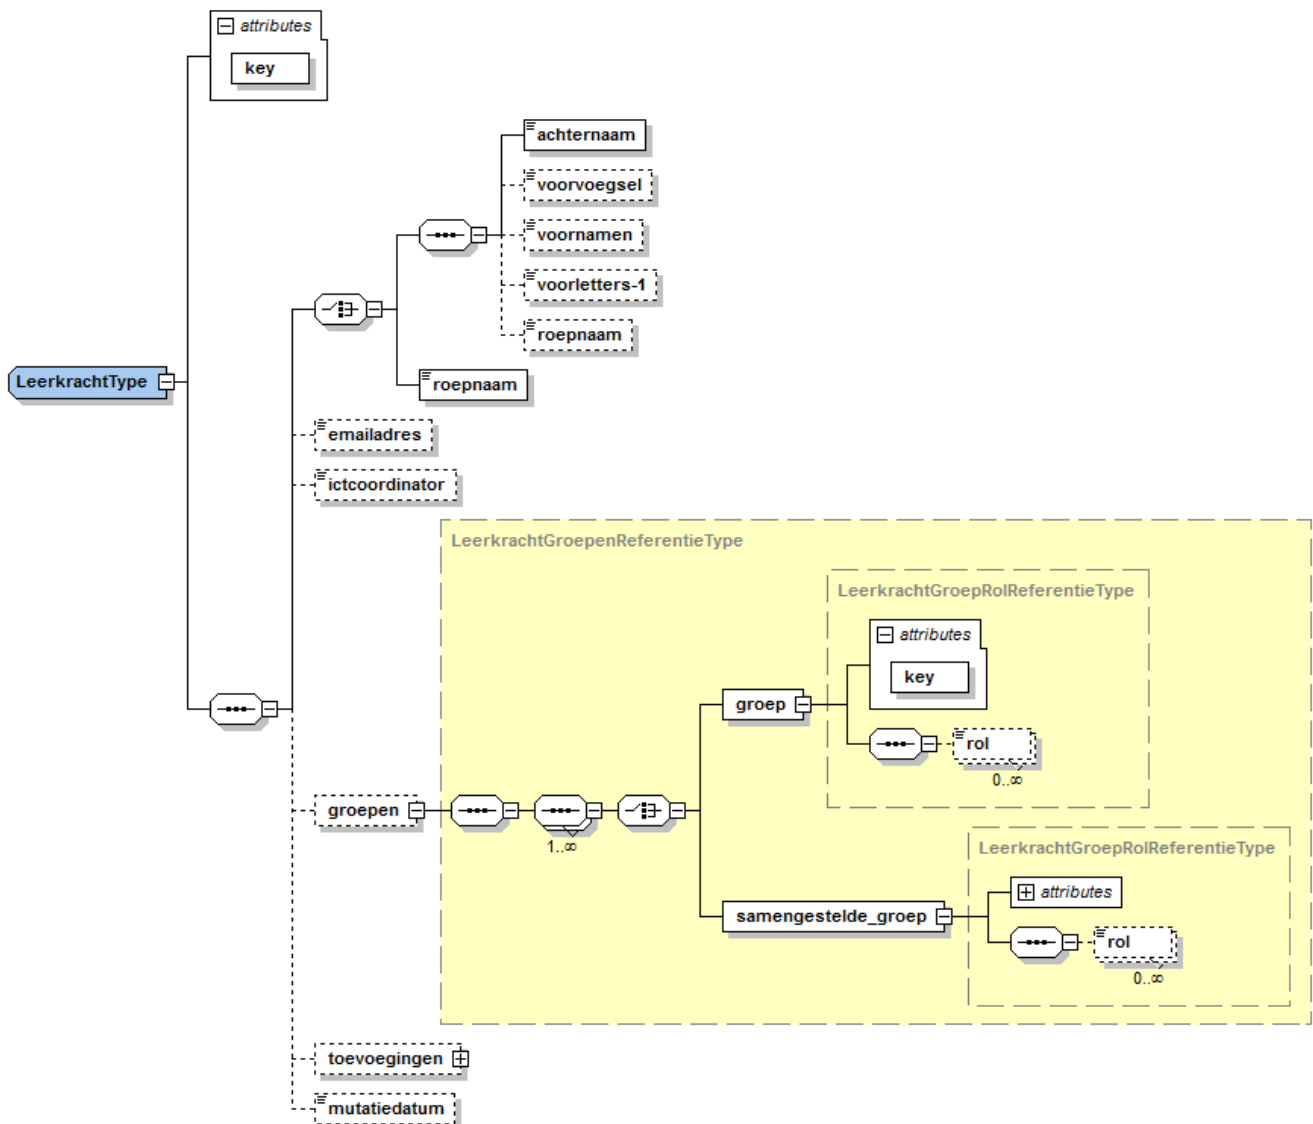 attributes
key
achternaam
voorvoegsel
voornamen
voorletters-1
roepnaam
LeerkrachtType
roepnaam
emailadres
ictcoordinator
LeerkrachtGroepenReferentieType
LeerkrachtGroepRolReferentieType
attributes
key
groep
rol
0..∞
groepen
1..∞
LeerkrachtGroepRolReferentieType
attributes
samengestelde_groep
rol
0..∞
toevoegingen
mutatiedatum